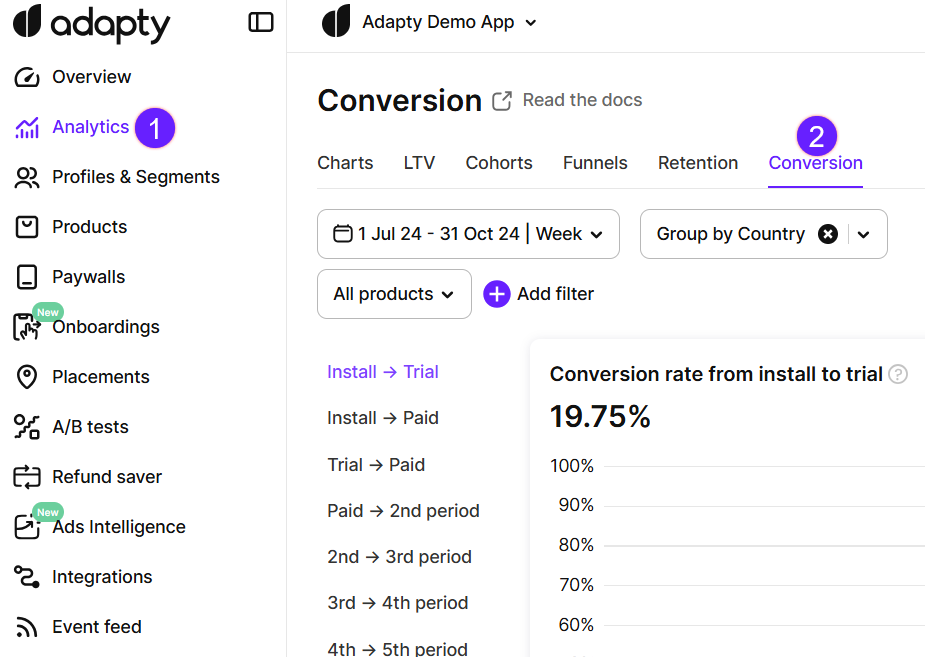 adapty
Adapty Demo App
Overview
Analytics 1
Profiles & Segments
Products
Paywalls
New
Onboardings
Placements
A/B tests
Refund saver
New
Ads Intelligence
Integrations
Event feed
Conversion Read the docs
2
Charts LTV Cohorts Funnels Retention Conversion
1 Jul 24 - 31 Oct 24 | Week Group by Country
All products Add filter
Install → Trial
Install → Paid
Trial → Paid
Paid → 2nd period
2nd → 3rd period
3rd → 4th period
4th → 5th period
Conversion rate from install to trial ?
19.75%
100%
90%
80%
70%
60%